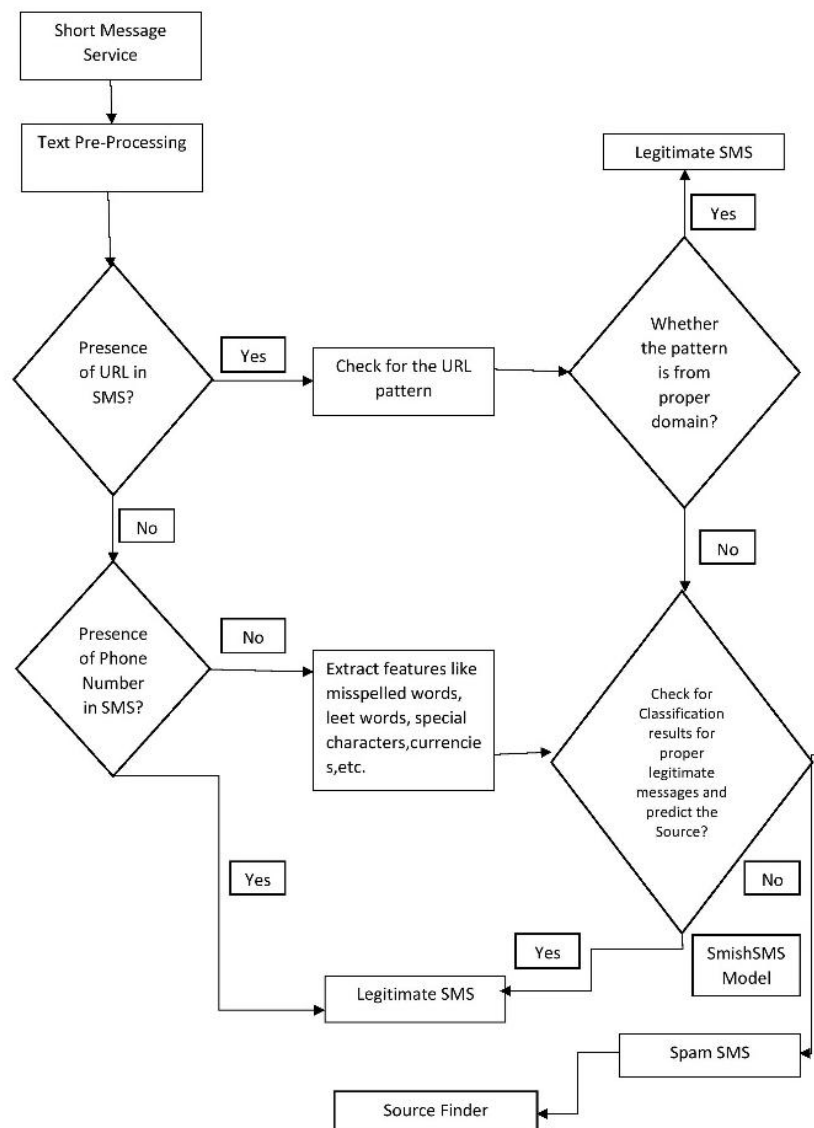 Short Message
Service
Text Pre-Processing
Legitimate SMS
Yes
Presence
of URL in
SMS?
Yes
Check for the URL
pattern
Whether
the pattern
is from
proper
domain?
No
No
Presence
of Phone
Number
in SMS?
No
Extract features like
misspelled words,
leet words, special
characters,currencie
s,etc.
Check for
Classification
results for
proper
legitimate
messages and
predict the
Source?
Yes
No
Yes
SmishSMS
Model
Legitimate SMS
Spam SMS
Source Finder